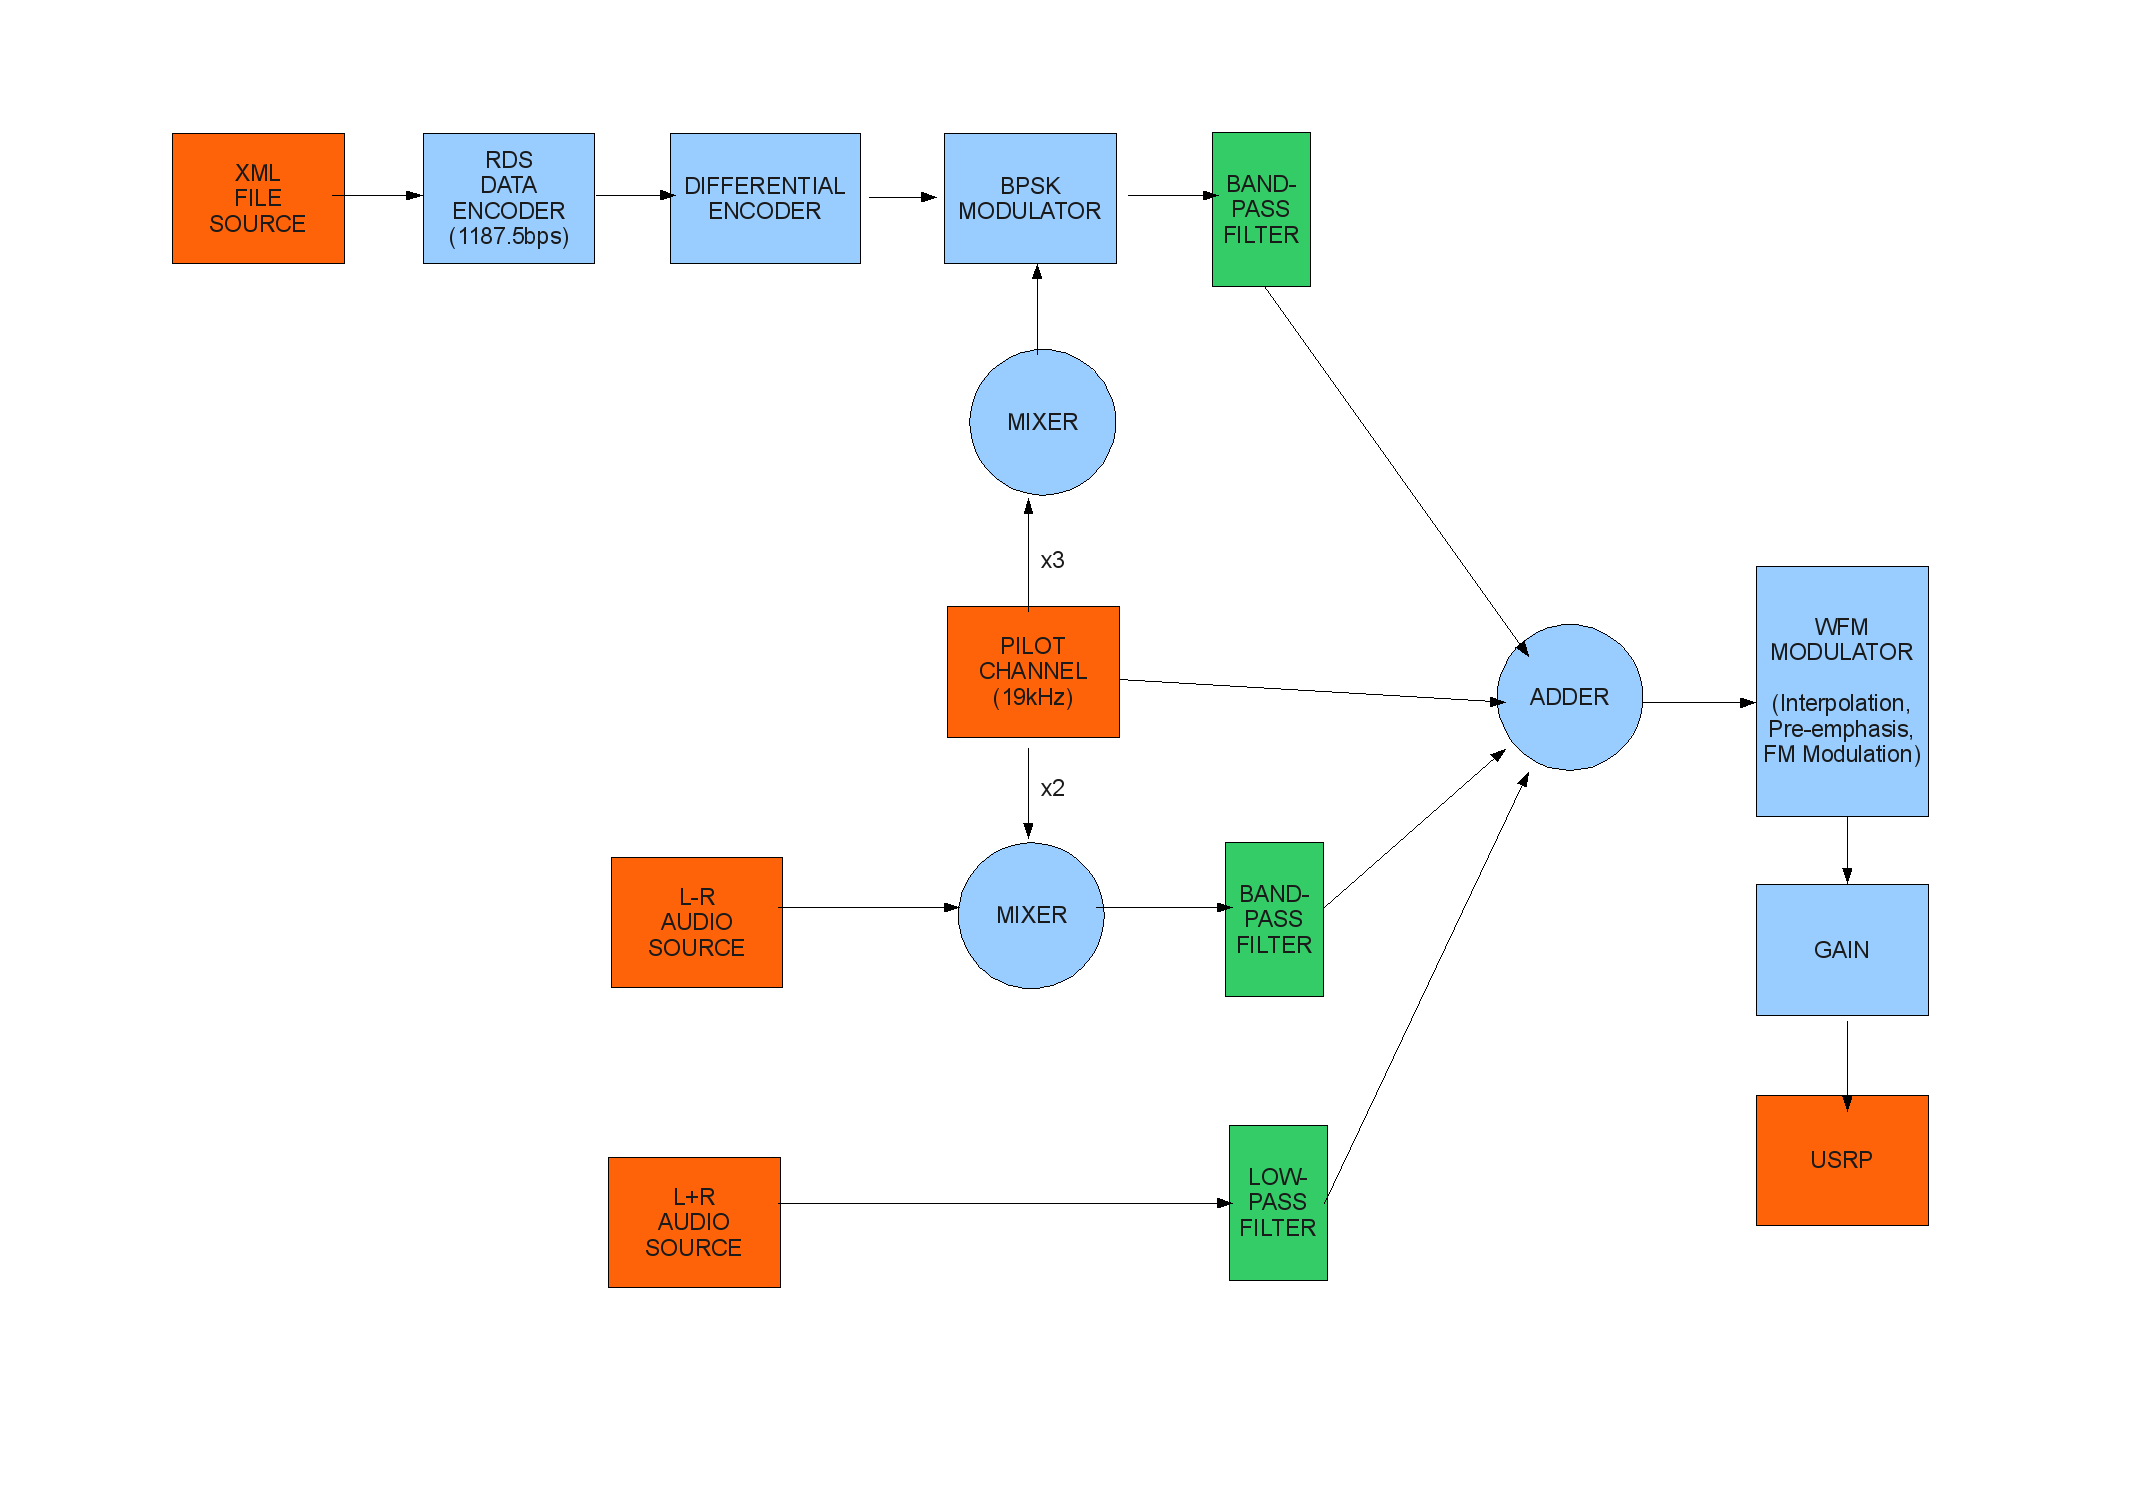 XML
FILE
SOURCE
RDS
DATA
ENCODER
(1187.5bps)
DIFFERENTIAL
ENCODER
BPSK
MODULATOR
BAND-
PASS
FILTER
MIXER
x3
PILOT
CHANNEL
(19kHz)
x2
ADDER
WFM
MODULATOR
(Interpolation,
Pre-emphasis,
FM Modulation)
L-R
AUDIO
SOURCE
MIXER
BAND-
PASS
FILTER
GAIN
L+R
AUDIO
SOURCE
LOW-
PASS
FILTER
USRP